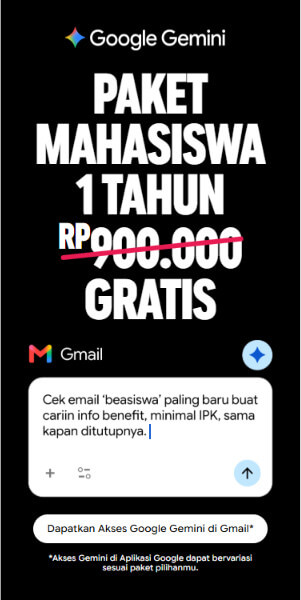 Google Gemini
PAKET
MAHASISWA
1 TAHUN
RP900.000
GRATIS
Gmail
Cek email ‘beasiswa’ paling baru buat
cariin info benefit, minimal IPK, sama
kapan ditutupnya.
Dapatkan Akses Google Gemini di Gmail*
*Akses Gemini di Aplikasi Google dapat bervariasi
sesuai paket pilihanmu.